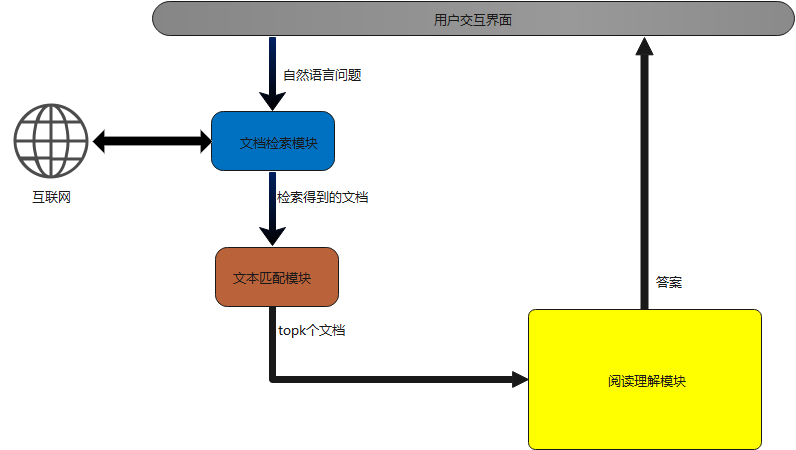 用户交互界面
自然语言问题
文档检索模块
互联网
检索得到的文档
文本匹配模块
topk个文档
答案
阅读理解模块